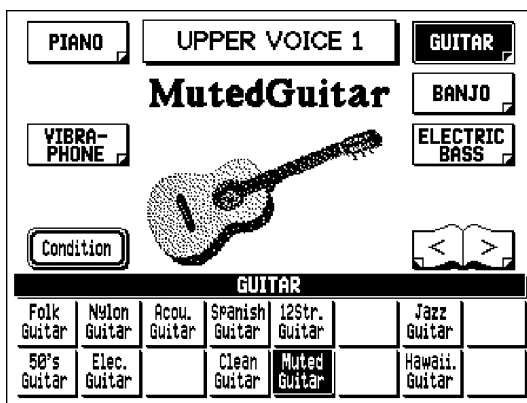 PIANO
UPPER VOICE 1
GUITAR
MutedGuitar
BANJO
VIBRA-
PHONE
ELECTRIC
BASS
Condition
< >
GUITAR
Folk Guitar
Nylon Guitar
Acou. Guitar
Spanish Guitar
12Str. Guitar
Jazz Guitar
50's Guitar
Elec. Guitar
Clean Guitar
Muted Guitar
Hawaii. Guitar